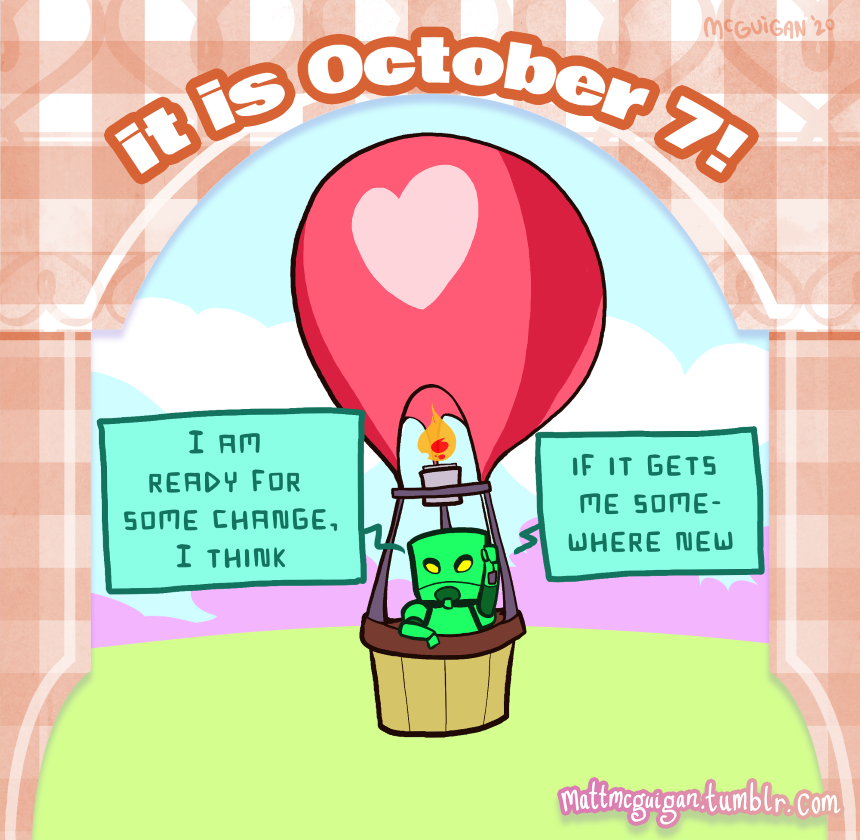 McGUiGAN '20
it is October 7!
I AM
READY FOR
SOME CHANGE,
I THINK
IF IT GETS
ME SOME-
WHERE NEW
mattmcguigan.tumblr.com